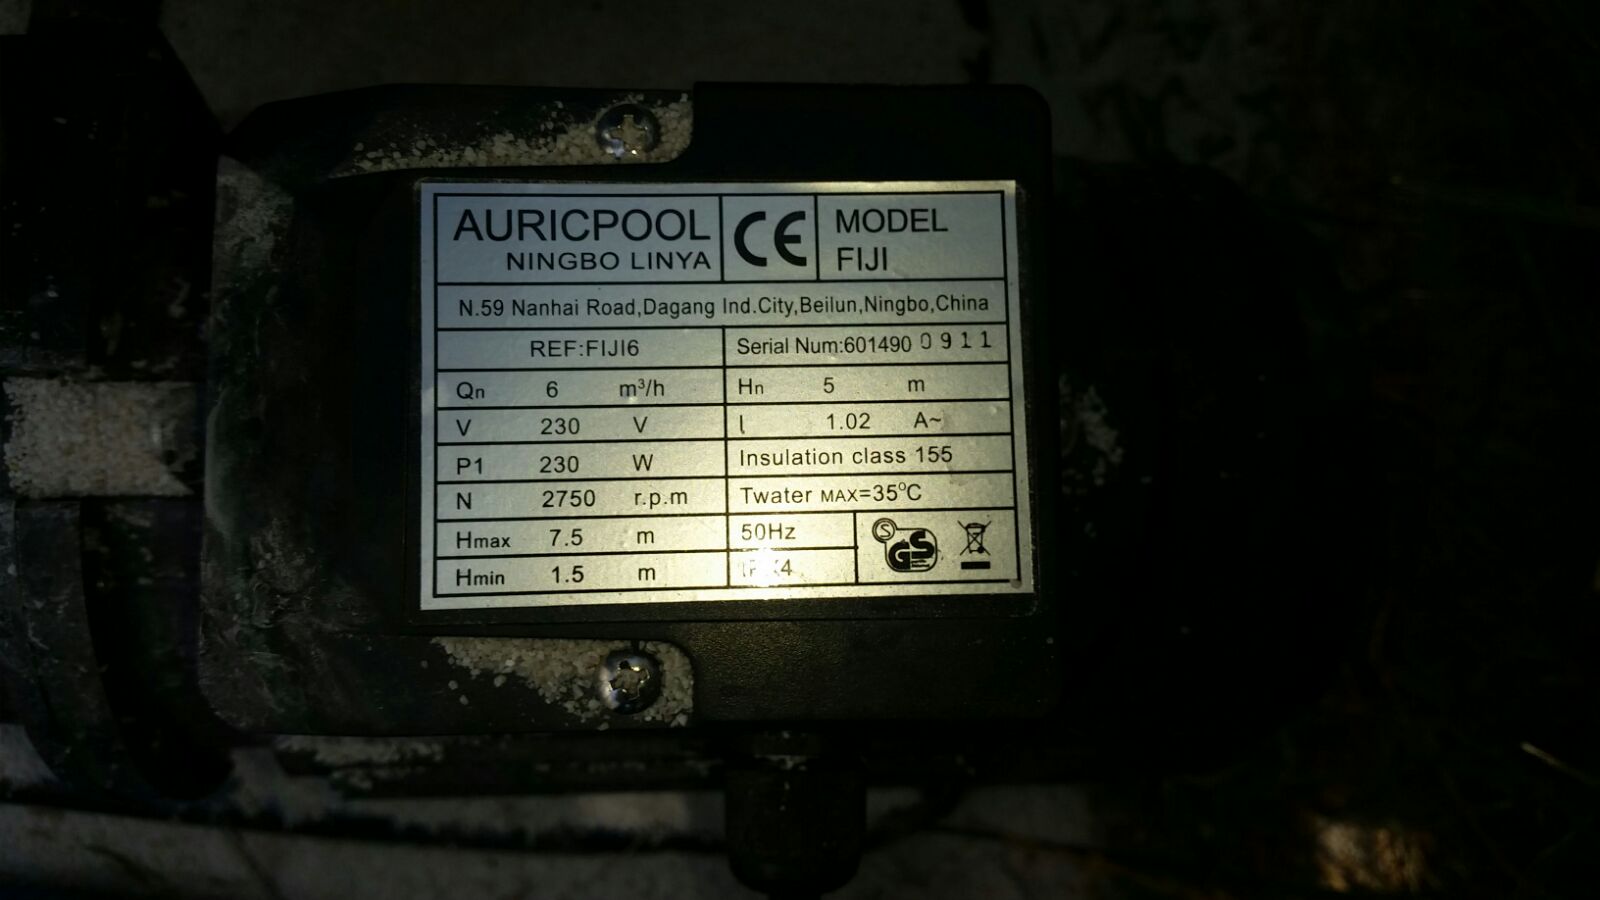 AURICPOOL
NINGBO LINYA
CE
MODEL
FIJI
N.59 Nanhai Road,Dagang Ind.City,Beilun,Ningbo,China
REF:FIJI6 Serial Num:601490 0911
Qn 6 m³/h Hn 5 m
V 230 V I 1.02 A~
P1 230 W Insulation class 155
N 2750 r.p.m Twater MAX=35°C
Hmax 7.5 m 50Hz
Hmin 1.5 m
S GS